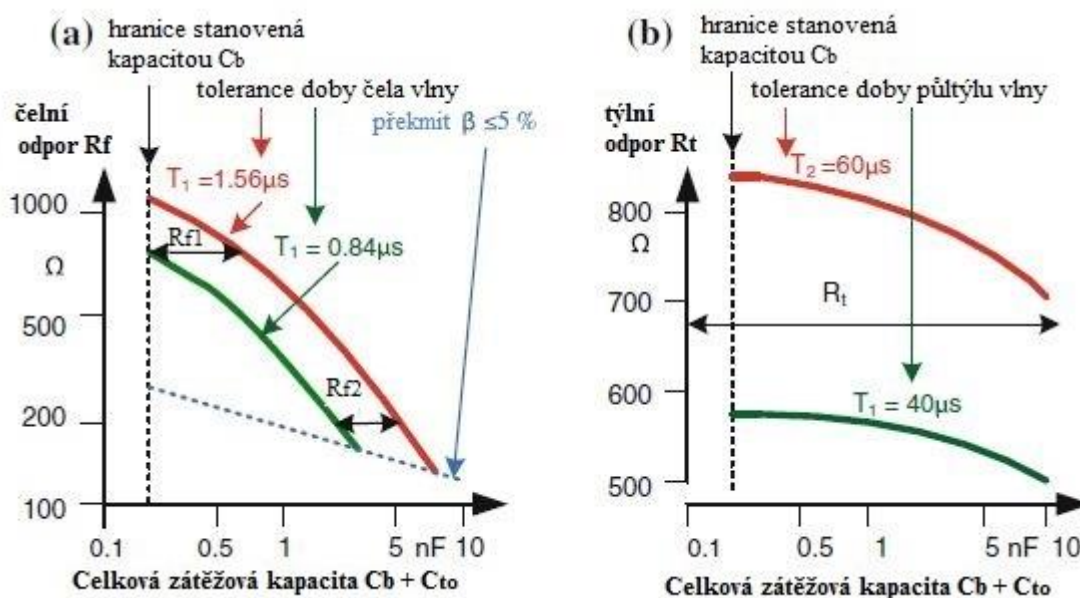 (a) hranice stanovená
kapacitou Cb
tolerance doby čela vlny
překmit β ≤5 %
čelní
odpor Rf
T1 =1.56µs
1000
Rf1
T1 = 0.84µs
Ω
500
Rf2
200
100
0.1 0.5 1 5 nF 10
Celková zátěžová kapacita Cb + Cto
(b) hranice stanovená
kapacitou Cb
tolerance doby půltýlu vlny
týlní
odpor Rt
T2 = 60µs
800
Ω
Rt
700
600
T1 = 40µs
500
0.1 0.5 1 5 nF 10
Celková zátěžová kapacita Cb + Cto